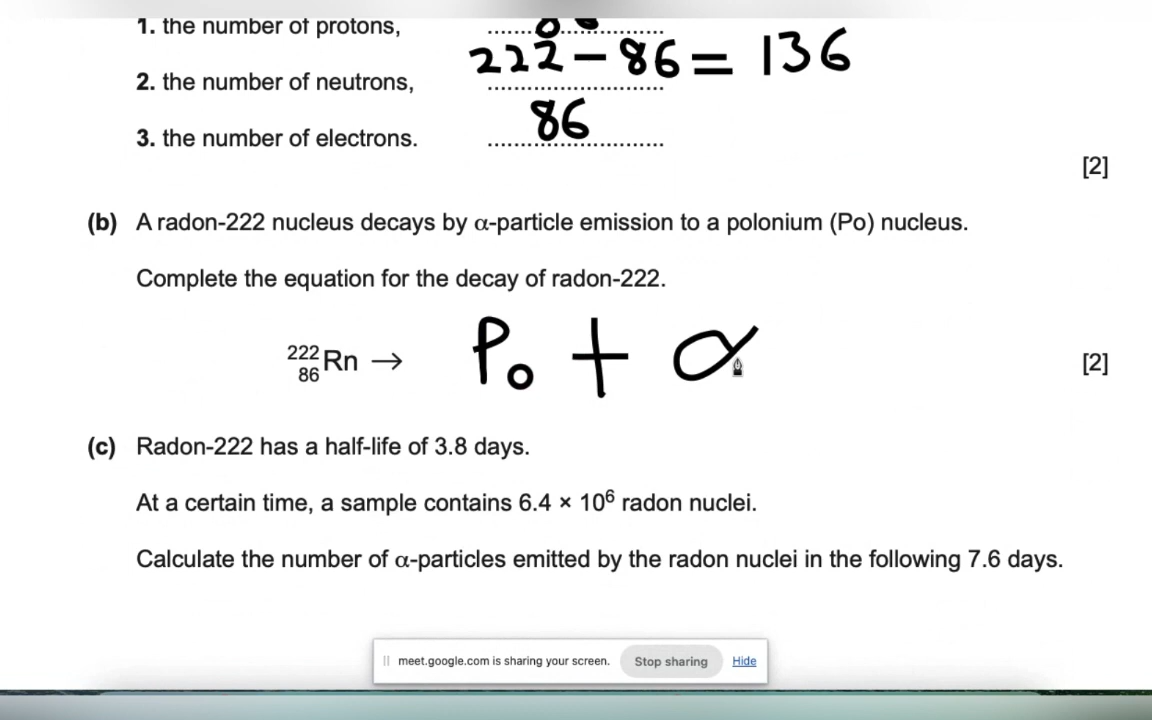 1. the number of protons,
222 – 86 = 136
2. the number of neutrons,
86
3. the number of electrons.
[2]
(b) A radon-222 nucleus decays by α-particle emission to a polonium (Po) nucleus.
Complete the equation for the decay of radon-222.
222
86 Rn → Po + α [2]
(c) Radon-222 has a half-life of 3.8 days.
At a certain time, a sample contains 6.4 × 10⁶ radon nuclei.
Calculate the number of α-particles emitted by the radon nuclei in the following 7.6 days.
meet.google.com is sharing your screen. Stop sharing Hide